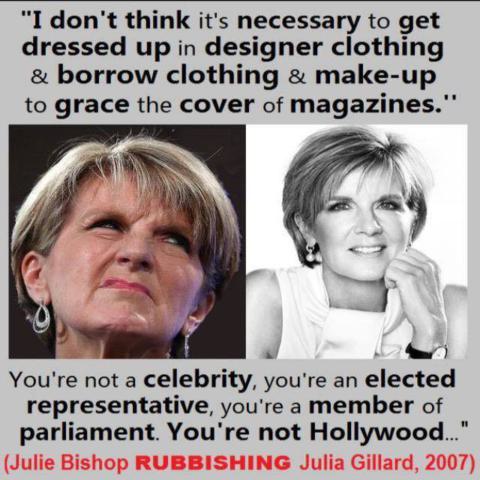 "I don't think it's necessary to get
dressed up in designer clothing
& borrow clothing & make-up
to grace the cover of magazines.''
You're not a celebrity, you're an elected
representative, you're a member of
parliament. You're not Hollywood..."
(Julie Bishop RUBBISHING Julia Gillard, 2007)